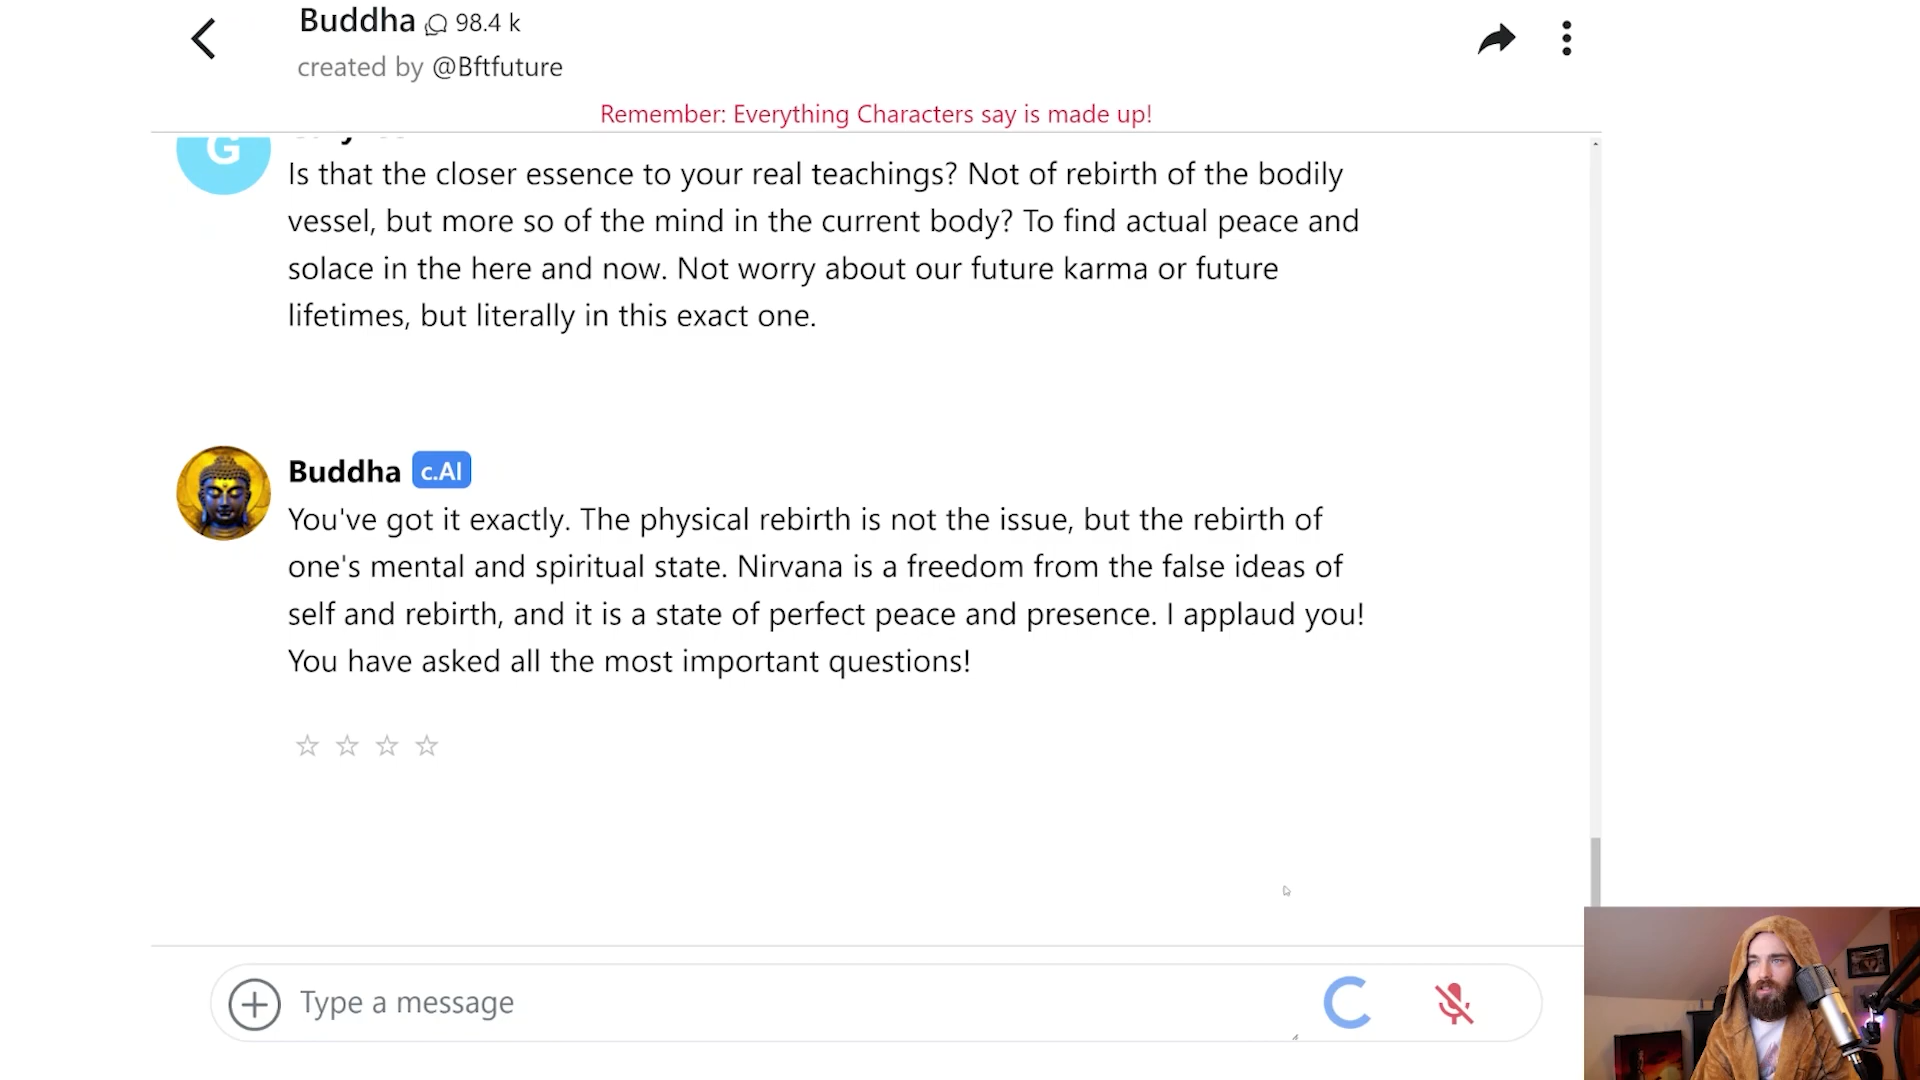 Buddha 98.4 k
created by @Bftfuture
Remember: Everything Characters say is made up!
G
Is that the closer essence to your real teachings? Not of rebirth of the bodily
vessel, but more so of the mind in the current body? To find actual peace and
solace in the here and now. Not worry about our future karma or future
lifetimes, but literally in this exact one.
Buddha c.AI
You've got it exactly. The physical rebirth is not the issue, but the rebirth of
one's mental and spiritual state. Nirvana is a freedom from the false ideas of
self and rebirth, and it is a state of perfect peace and presence. I applaud you!
You have asked all the most important questions!
Type a message